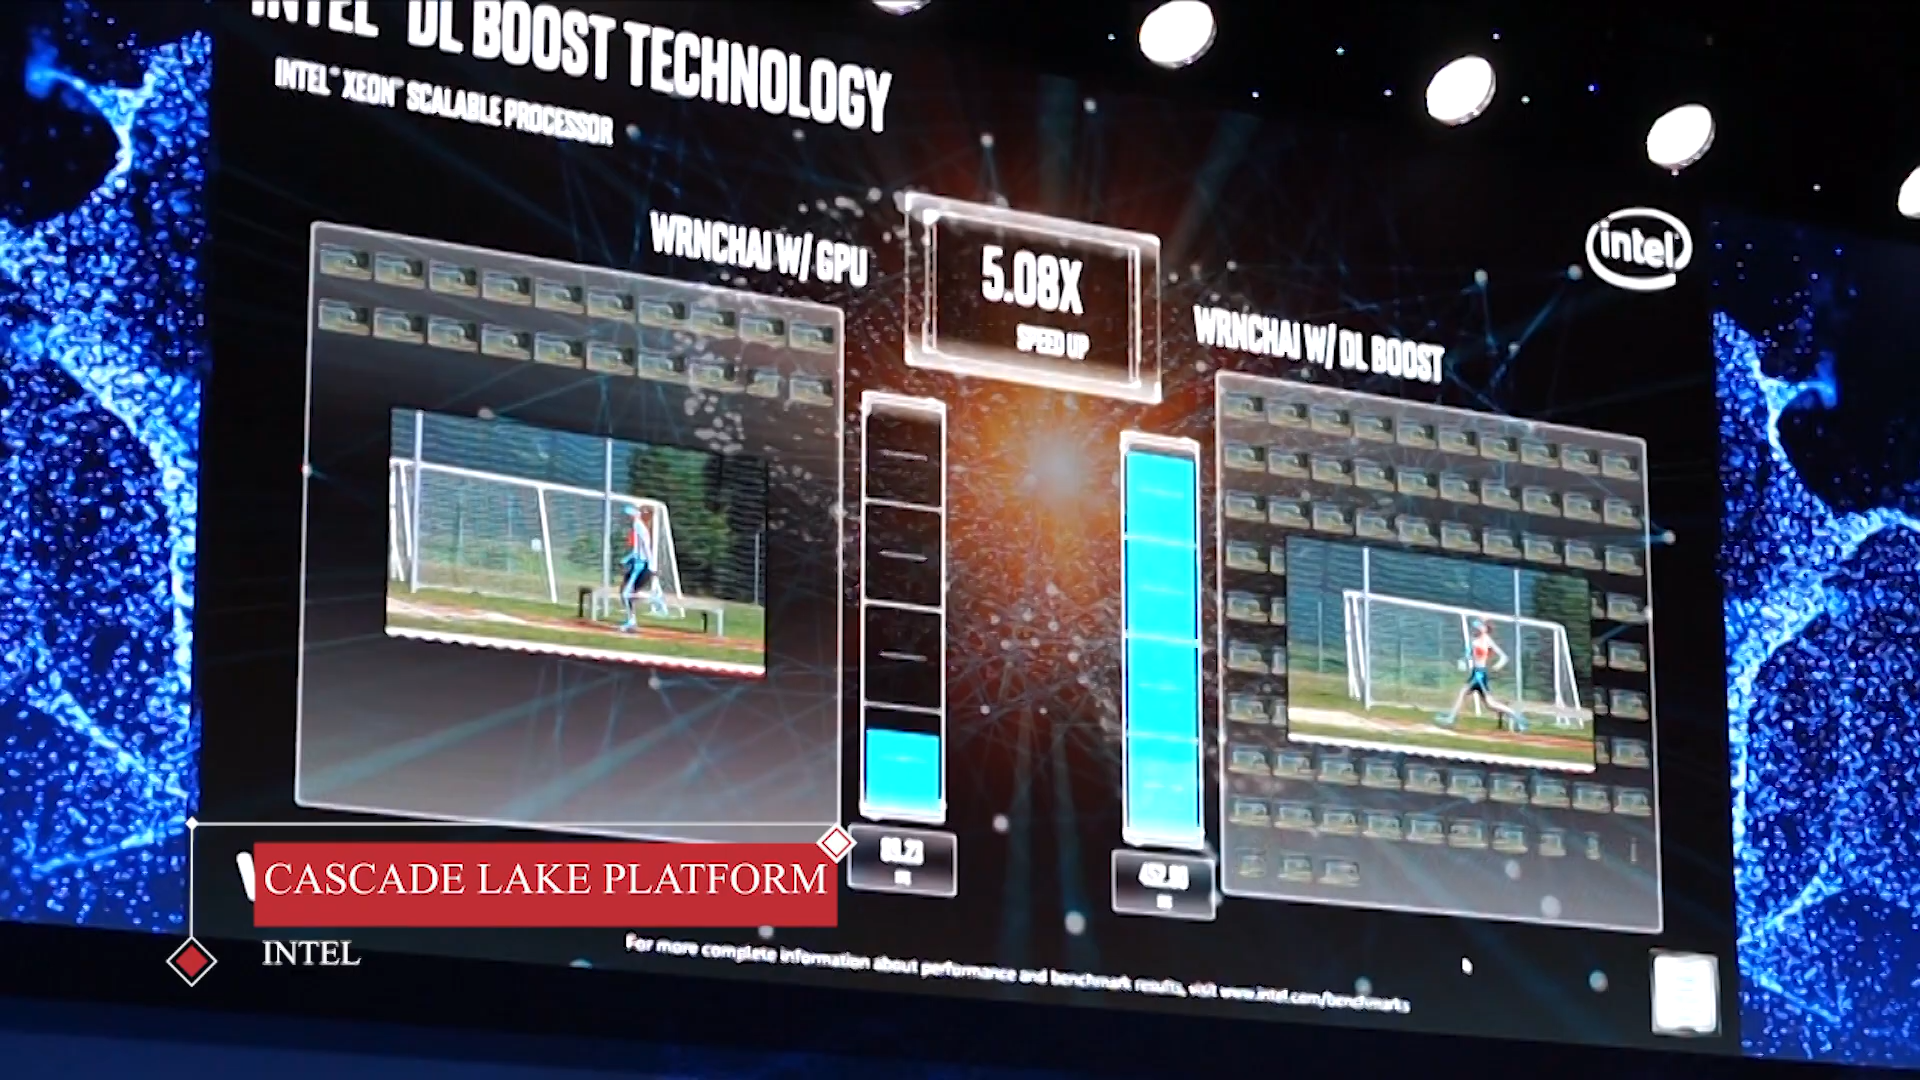 INTEL® DL BOOST TECHNOLOGY
INTEL® XEON® SCALABLE PROCESSOR
intel
WRNCHAI W/ GPU
5.08X
SPEED UP
WRNCHAI W/ DL BOOST
CASCADE LAKE PLATFORM
INTEL
For more complete information about performance and benchmark results, visit www.intel.com/benchmarks